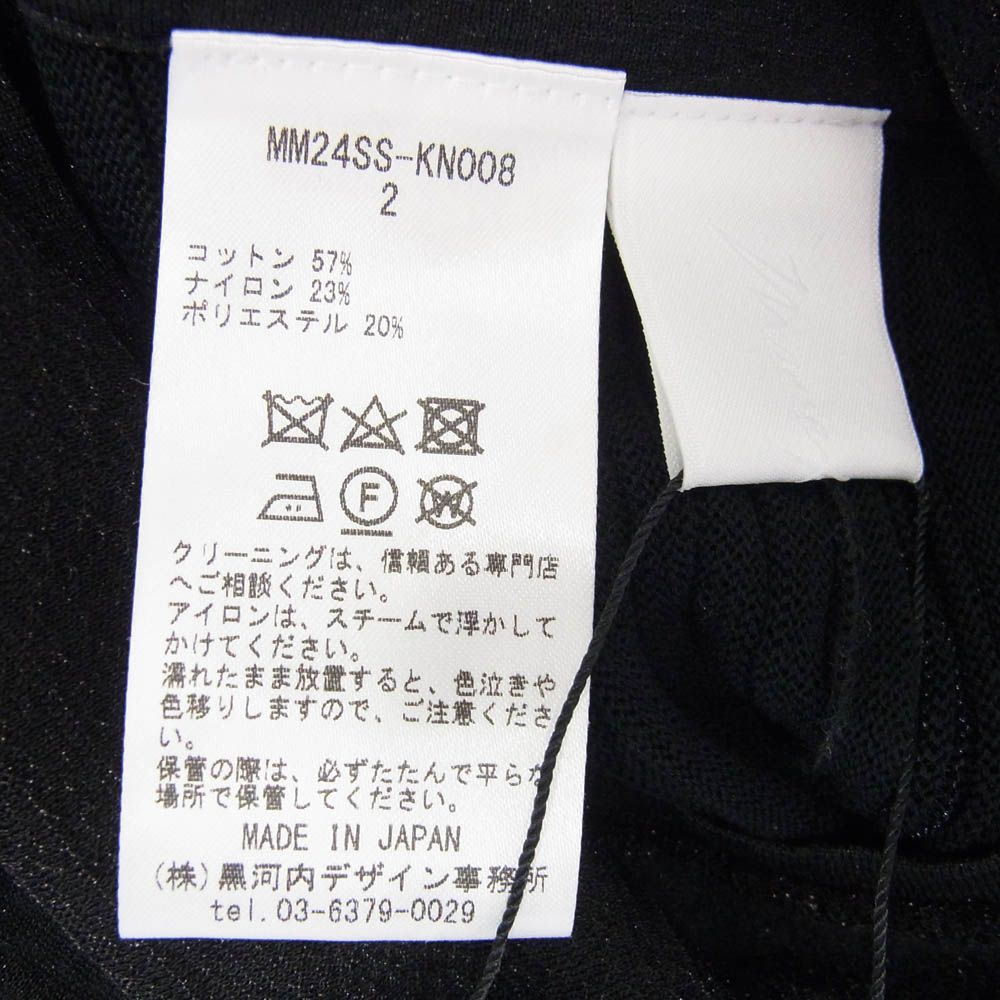 MM24SS-KN008
2
コットン 57%
ナイロン 23%
ポリエステル 20%
F
W
クリーニングは、信頼ある専門店
へご相談ください。
アイロンは、スチームで浮かして
かけてください。
濡れたまま放置すると、色泣きや
色移りしますので、ご注意くださ
い。
保管の際は、必ずたたんで平らな
場所で保管してください。
MADE IN JAPAN
(株)黒河内デザイン事務所
tel.03-6379-0029